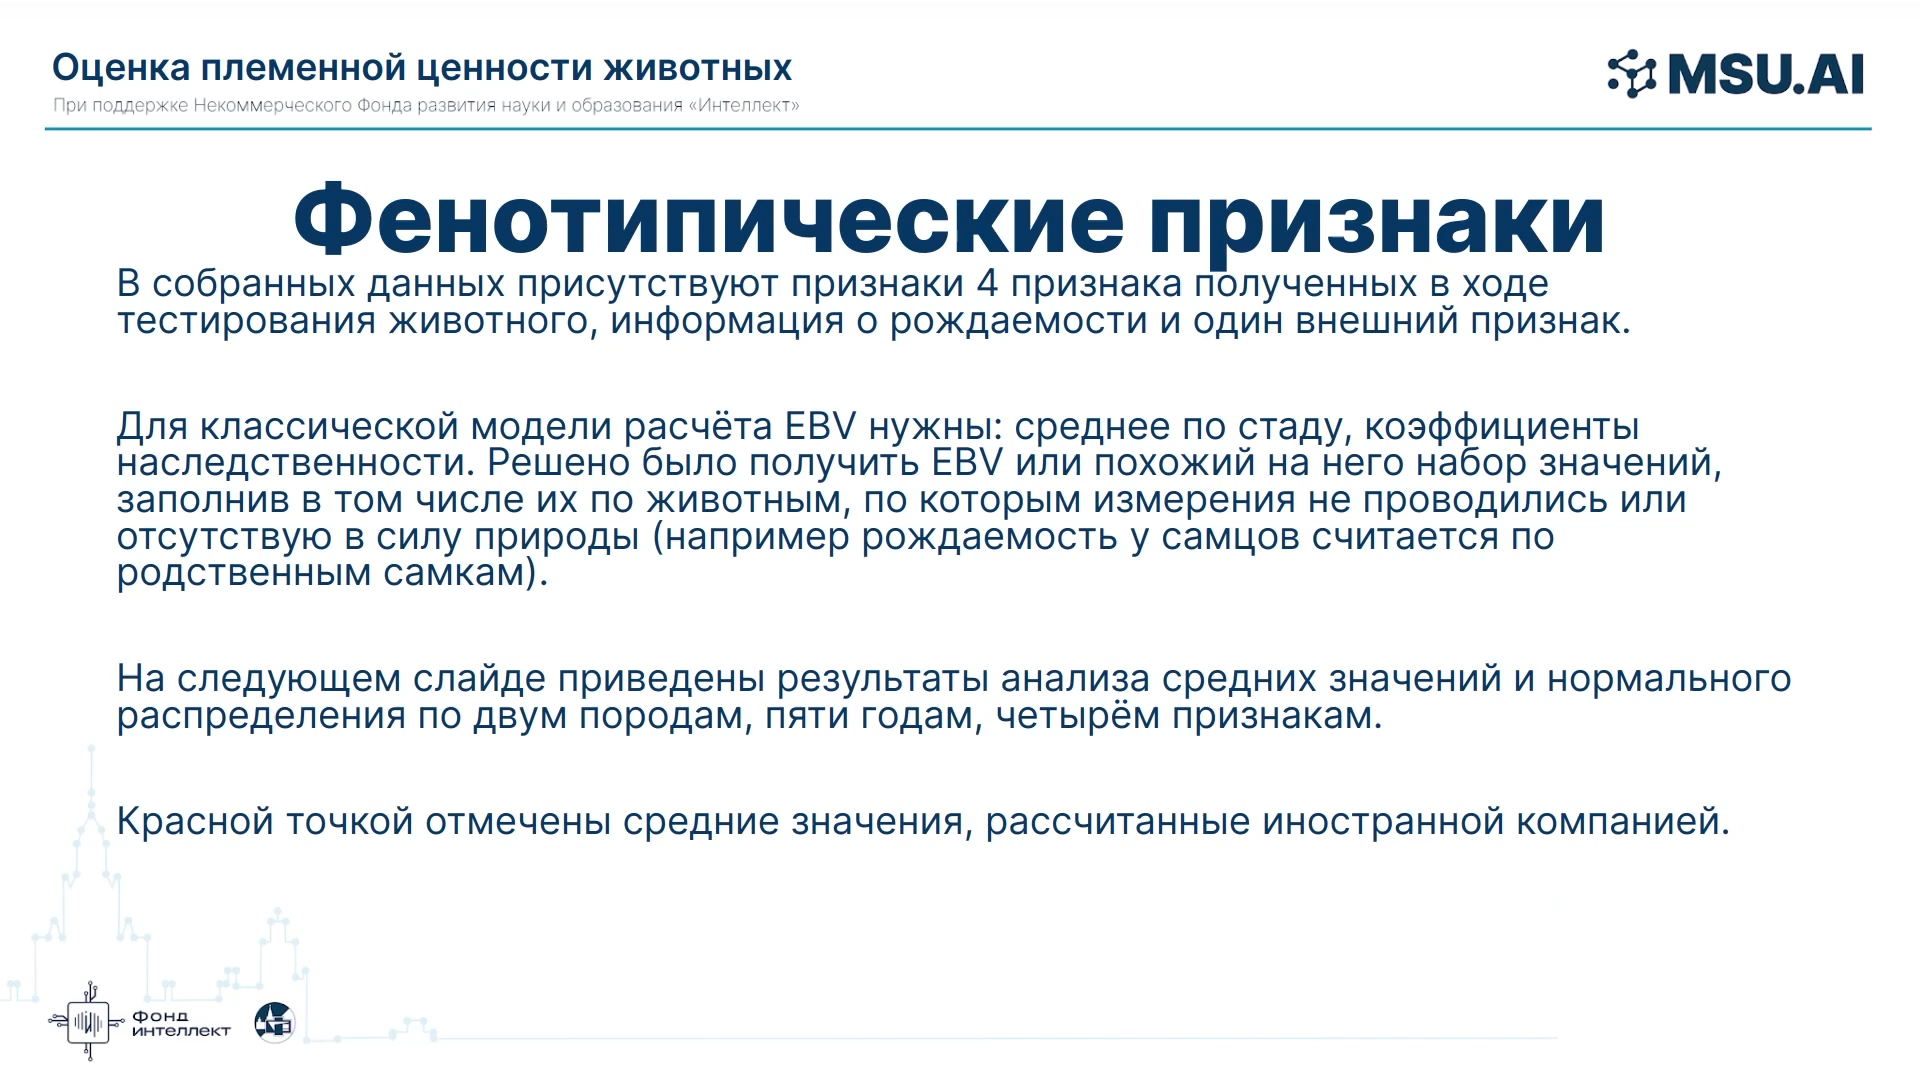 Оценка племенной ценности животных
При поддержке Некоммерческого Фонда развития науки и образования «Интеллект»
MSU.AI
Фенотипические признаки
В собранных данных присутствуют признаки 4 признака полученных в ходе
тестирования животного, информация о рождаемости и один внешний признак.
Для классической модели расчёта EBV нужны: среднее по стаду, коэффициенты
наследственности. Решено было получить EBV или похожий на него набор значений,
заполнив в том числе их по животным, по которым измерения не проводились или
отсутствую в силу природы (например рождаемость у самцов считается по
родственным самкам).
На следующем слайде приведены результаты анализа средних значений и нормального
распределения по двум породам, пяти годам, четырём признакам.
Красной точкой отмечены средние значения, рассчитанные иностранной компанией.
ФОНД
ИНТЕЛЛЕКТ